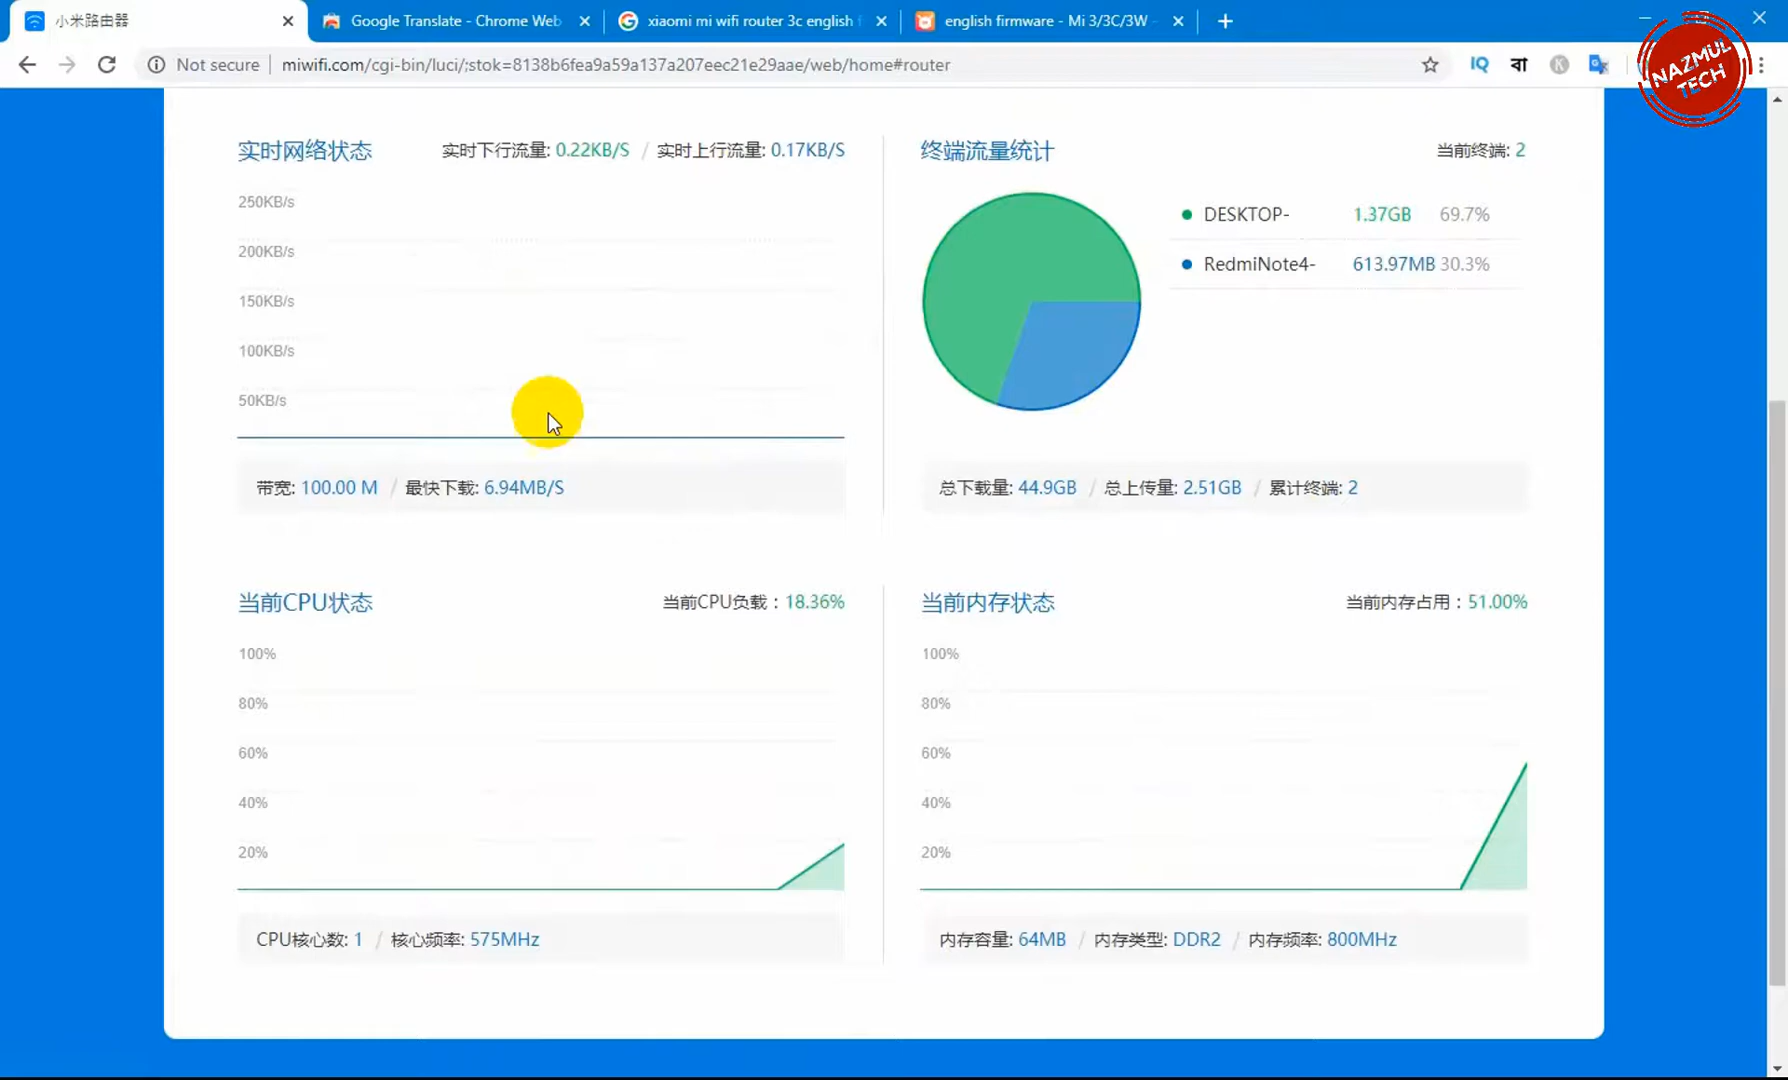 小米路由器
Google Translate - Chrome Web
xiaomi mi wifi router 3c english f
english firmware - Mi 3/3C/3W -
Not secure
miwifi.com/cgi-bin/luci/;stok=8138b6fea9a59a137a207eec21e29aae/web/home#router
IQ বা K
NAZMUL
TECH
实时网络状态
实时下行流量: 0.22KB/S / 实时上行流量: 0.17KB/S
250KB/s
200KB/s
150KB/s
100KB/s
50KB/s
带宽: 100.00 M / 最快下载: 6.94MB/S
终端流量统计
当前终端: 2
DESKTOP- 1.37GB 69.7%
RedmiNote4- 613.97MB 30.3%
总下载量: 44.9GB / 总上传量: 2.51GB / 累计终端: 2
当前CPU状态
当前CPU负载：18.36%
100%
80%
60%
40%
20%
CPU核心数: 1 / 核心频率: 575MHz
当前内存状态
当前内存占用：51.00%
100%
80%
60%
40%
20%
内存容量: 64MB / 内存类型: DDR2 / 内存频率: 800MHz